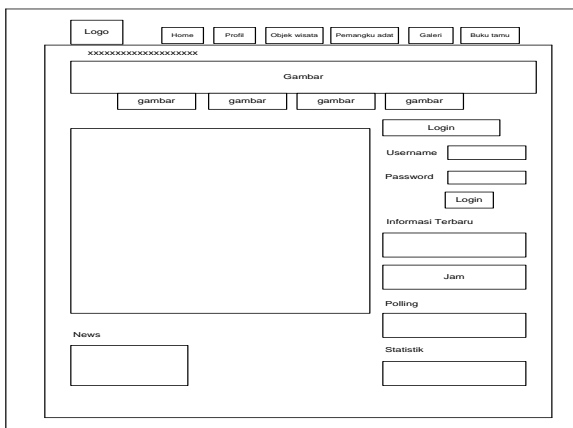 Logo
Home Profil Objek wisata Pemangku adat Galeri Buku tamu
xxxxxxxxxxxxxxxxxxxx
Gambar
gambar gambar gambar gambar
Login
Username
Password
Login
Informasi Terbaru
Jam
Polling
News
Statistik